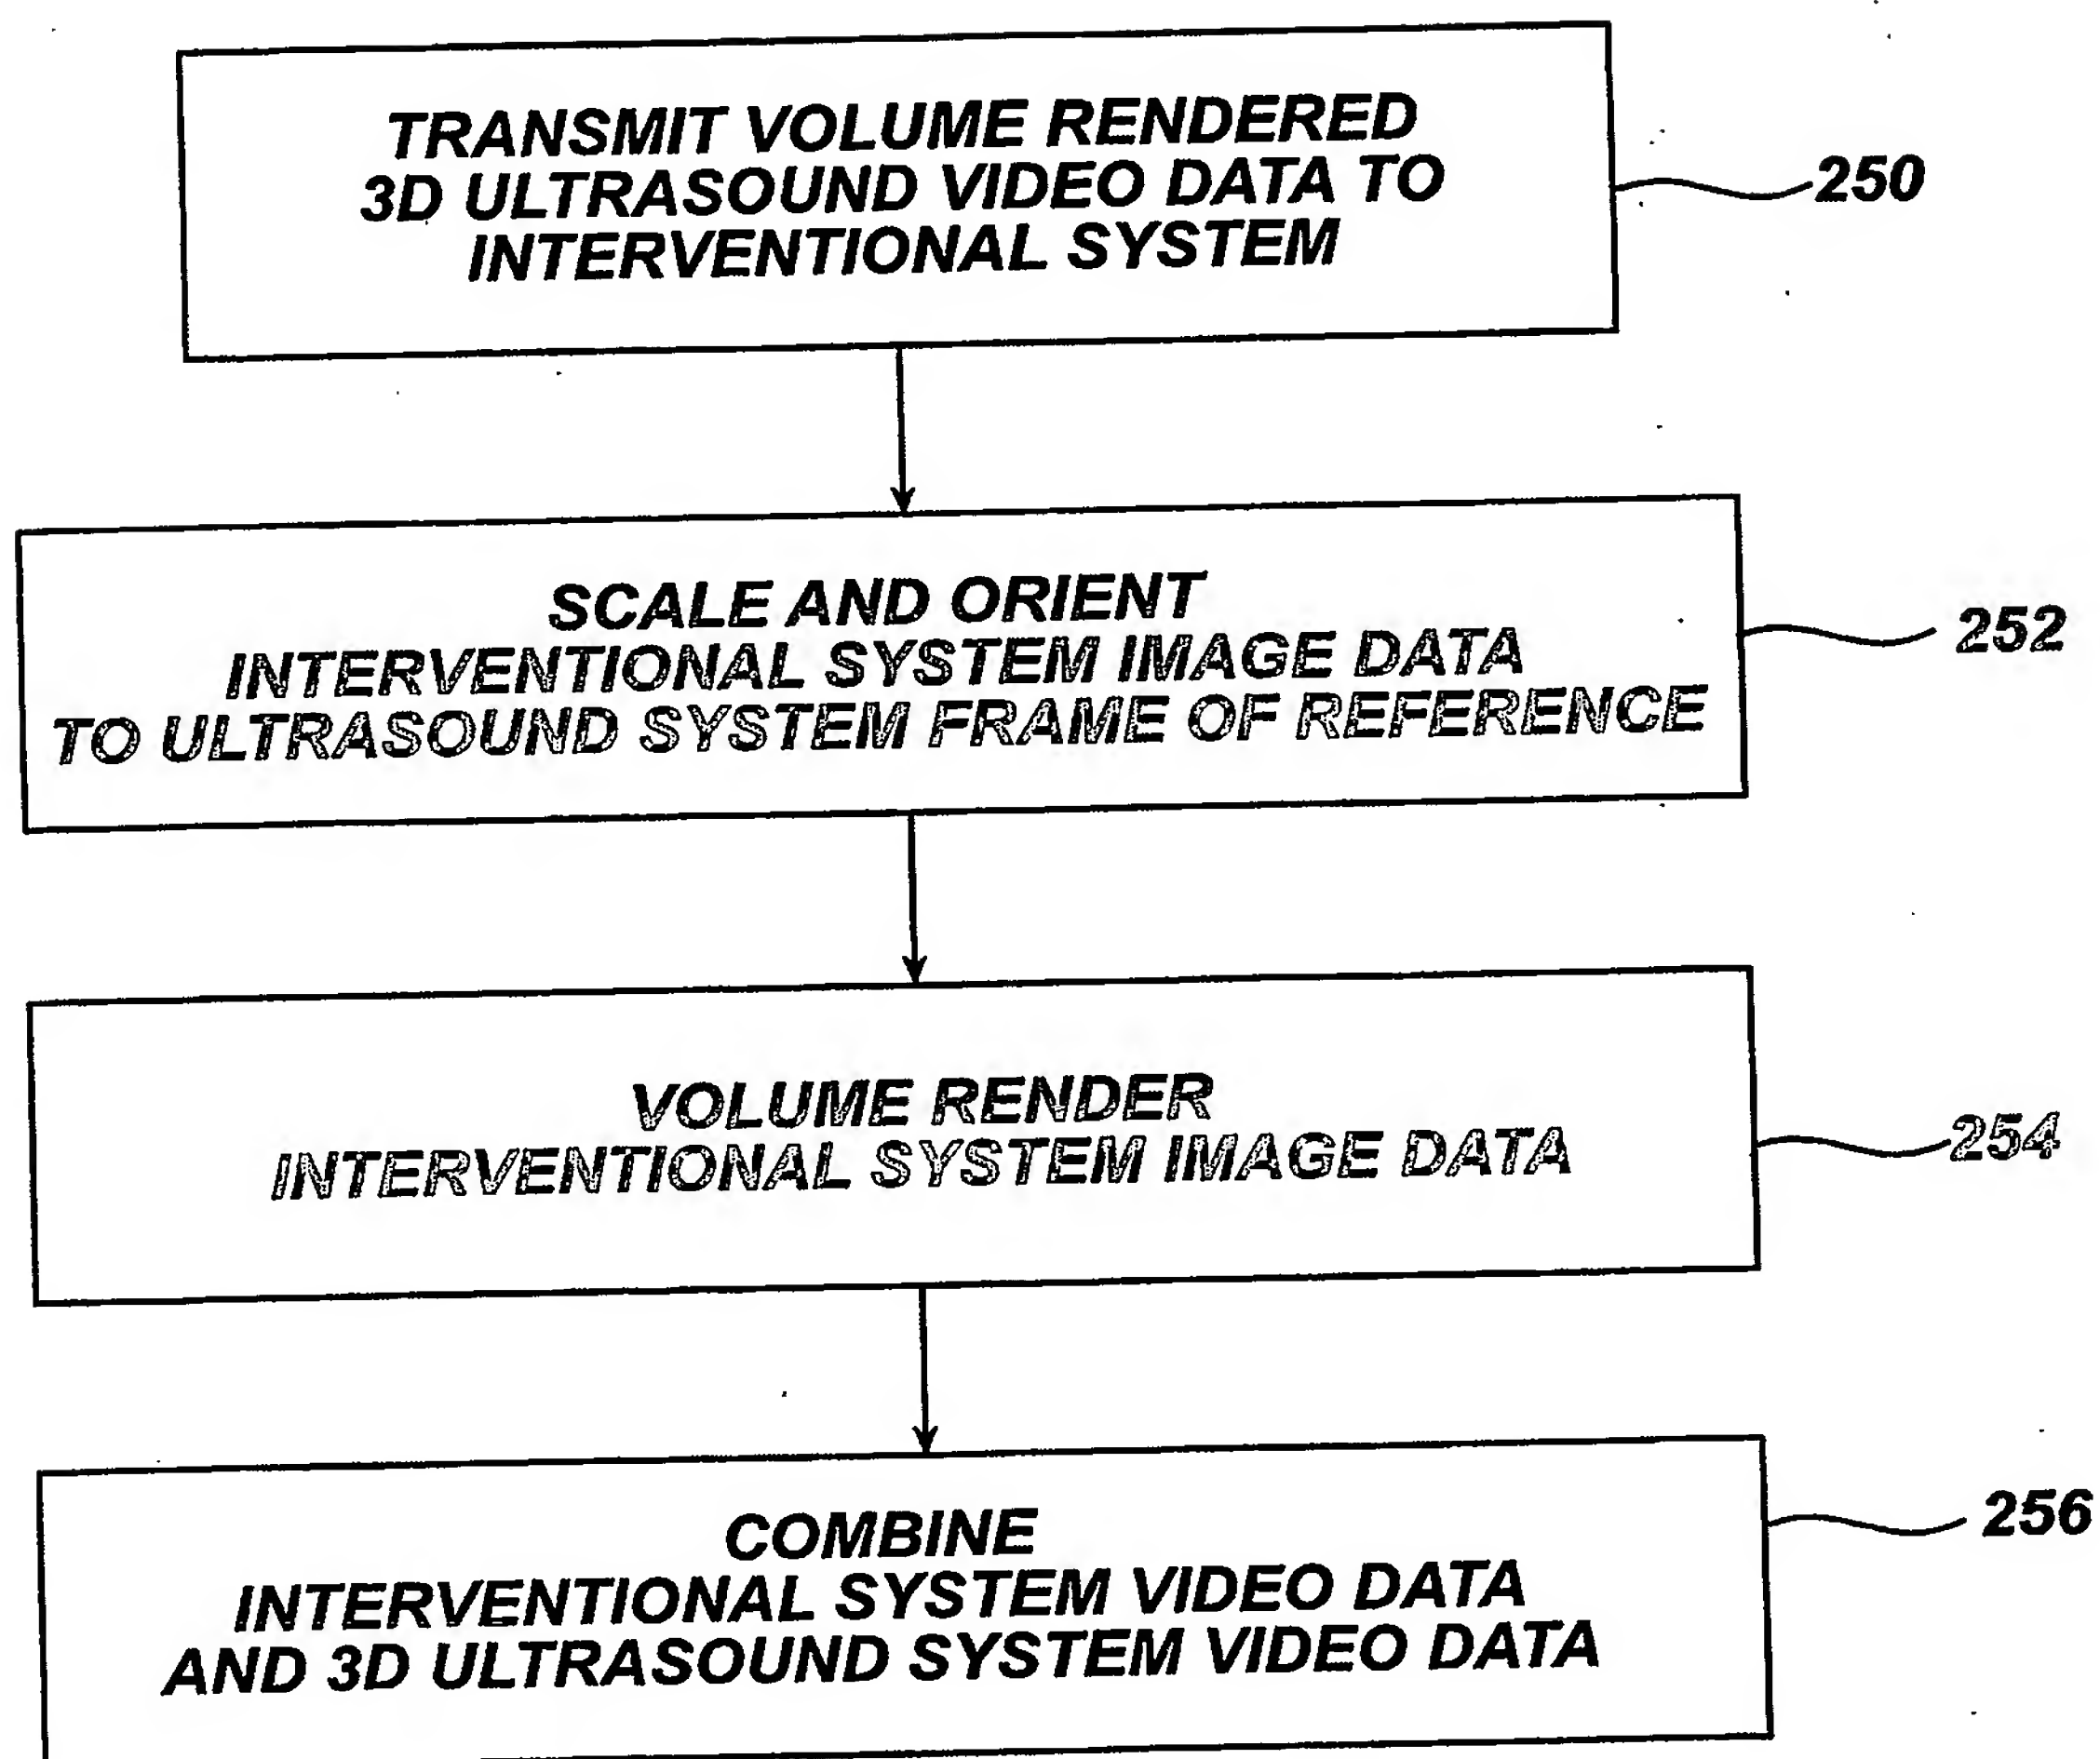 TRANSMIT VOLUME RENDERED
3D ULTRASOUND VIDEO DATA TO
INTERVENTIONAL SYSTEM
250
SCALE AND ORIENT
INTERVENTIONAL SYSTEM IMAGE DATA
TO ULTRASOUND SYSTEM FRAME OF REFERENCE
252
VOLUME RENDER
INTERVENTIONAL SYSTEM IMAGE DATA
254
COMBINE
INTERVENTIONAL SYSTEM VIDEO DATA
AND 3D ULTRASOUND SYSTEM VIDEO DATA
256